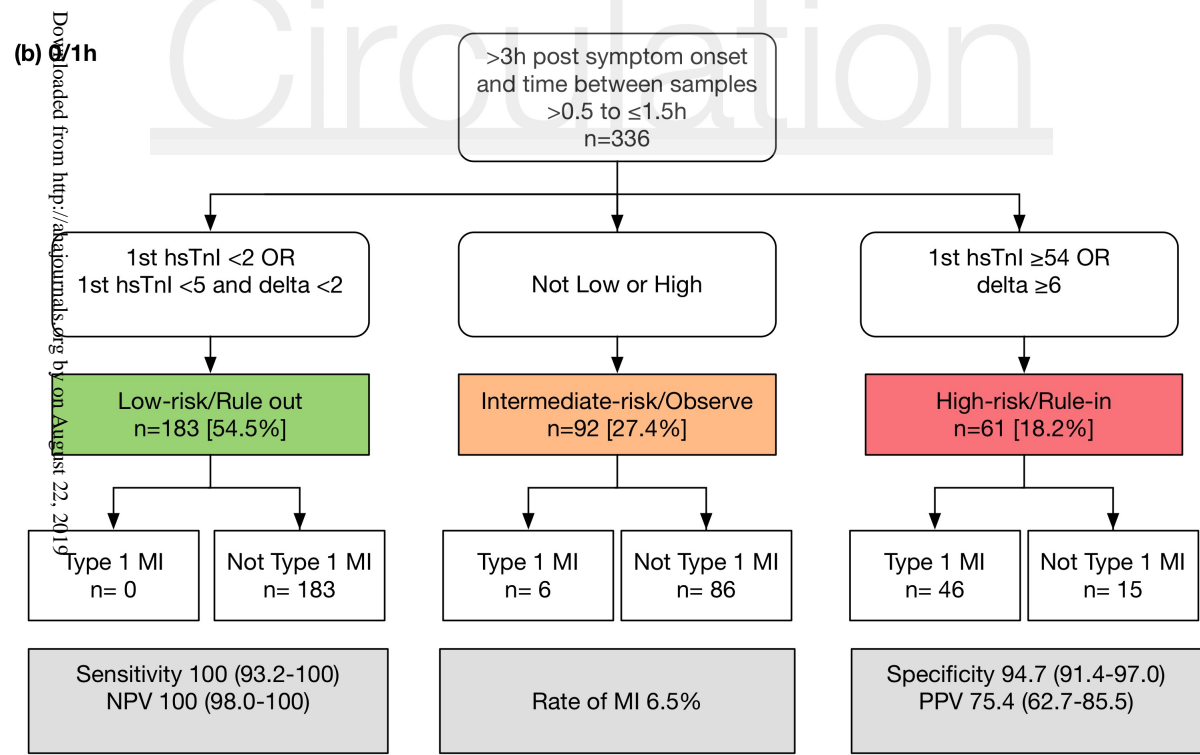 Circulation
Downloaded from http://ahajournals.org by on August 22, 2019
(b) 0/1h
>3h post symptom onset
and time between samples
>0.5 to ≤1.5h
n=336
1st hsTnI <2 OR
1st hsTnI <5 and delta <2
Not Low or High
1st hsTnI ≥54 OR
delta ≥6
Low-risk/Rule out
n=183 [54.5%]
Intermediate-risk/Observe
n=92 [27.4%]
High-risk/Rule-in
n=61 [18.2%]
Type 1 MI
n= 0
Not Type 1 MI
n= 183
Type 1 MI
n= 6
Not Type 1 MI
n= 86
Type 1 MI
n= 46
Not Type 1 MI
n= 15
Sensitivity 100 (93.2-100)
NPV 100 (98.0-100)
Rate of MI 6.5%
Specificity 94.7 (91.4-97.0)
PPV 75.4 (62.7-85.5)